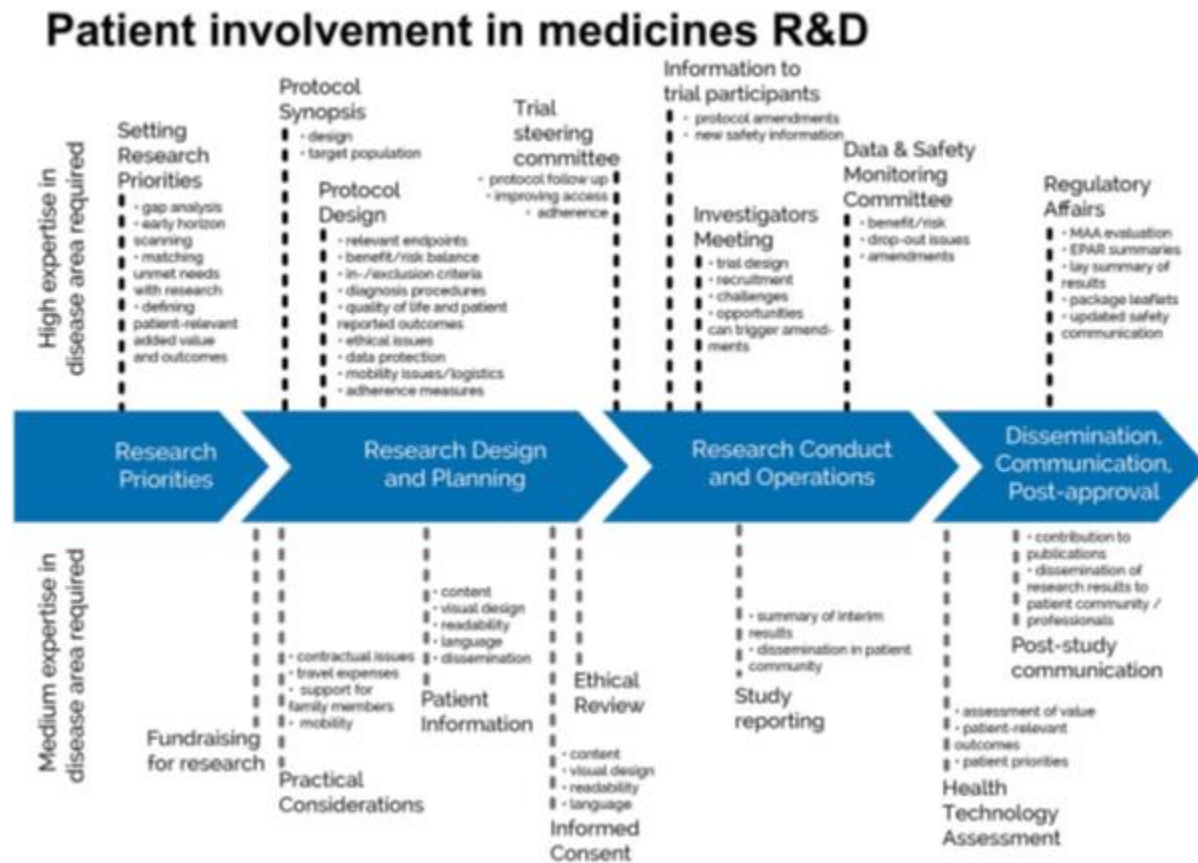 Patient involvement in medicines R&D
High expertise in
disease area required
Setting
Research
Priorities
• gap analysis
• early horizon
scanning
• matching
unmet needs
with research
• defining
patient-relevant
added value
and outcomes
Protocol
Synopsis
• design
• target population
Protocol
Design
• relevant endpoints
• benefit/risk balance
• in-/exclusion criteria
• diagnosis procedures
• quality of life and patient
reported outcomes
• ethical issues
• data protection
• mobility issues/logistics
• adherence measures
Trial
steering
committee
• protocol follow up
• improving access
• adherence
Information to
trial participants
• protocol amendments
• new safety information
Investigators
Meeting
• trial design
• recruitment
• challenges
• opportunities
can trigger amend-
ments
Data & Safety
Monitoring
Committee
• benefit/risk
• drop-out issues
• amendments
Regulatory
Affairs
• MAA evaluation
• EPAR summaries
• lay summary of
results
• package leaflets
• updated safety
communication
Research
Priorities
Research Design
and Planning
Research Conduct
and Operations
Dissemination,
Communication,
Post-approval
Medium expertise in
disease area required
Fundraising
for research
• contractual issues
• travel expenses
• support for
family members
• mobility
Practical
Considerations
• content
• visual design
• readability
• language
• dissemination
Patient
Information
Ethical
Review
• content
• visual design
• readability
• language
Informed
Consent
• summary of interim
results
• dissemination in patient
community
Study
reporting
• contribution to
publications
• dissemination of
research results to
patient community /
professionals
Post-study
communication
• assessment of value
• patient-relevant
outcomes
• patient priorities
Health
Technology
Assessment